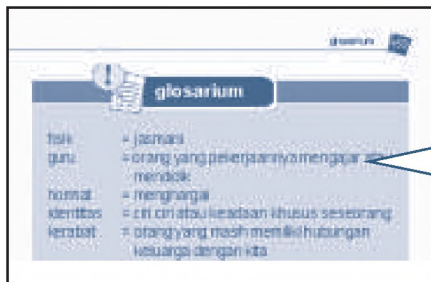 glosarium
glosarium
fisik = jasmani
guru = orang yang pekerjaannya mengajar
mendidik
hormat = menghargai
identitas = ciri ciri atau keadaan khusus seseorang
kerabat = orang yang masih memiliki hubungan
keluarga dengan kita